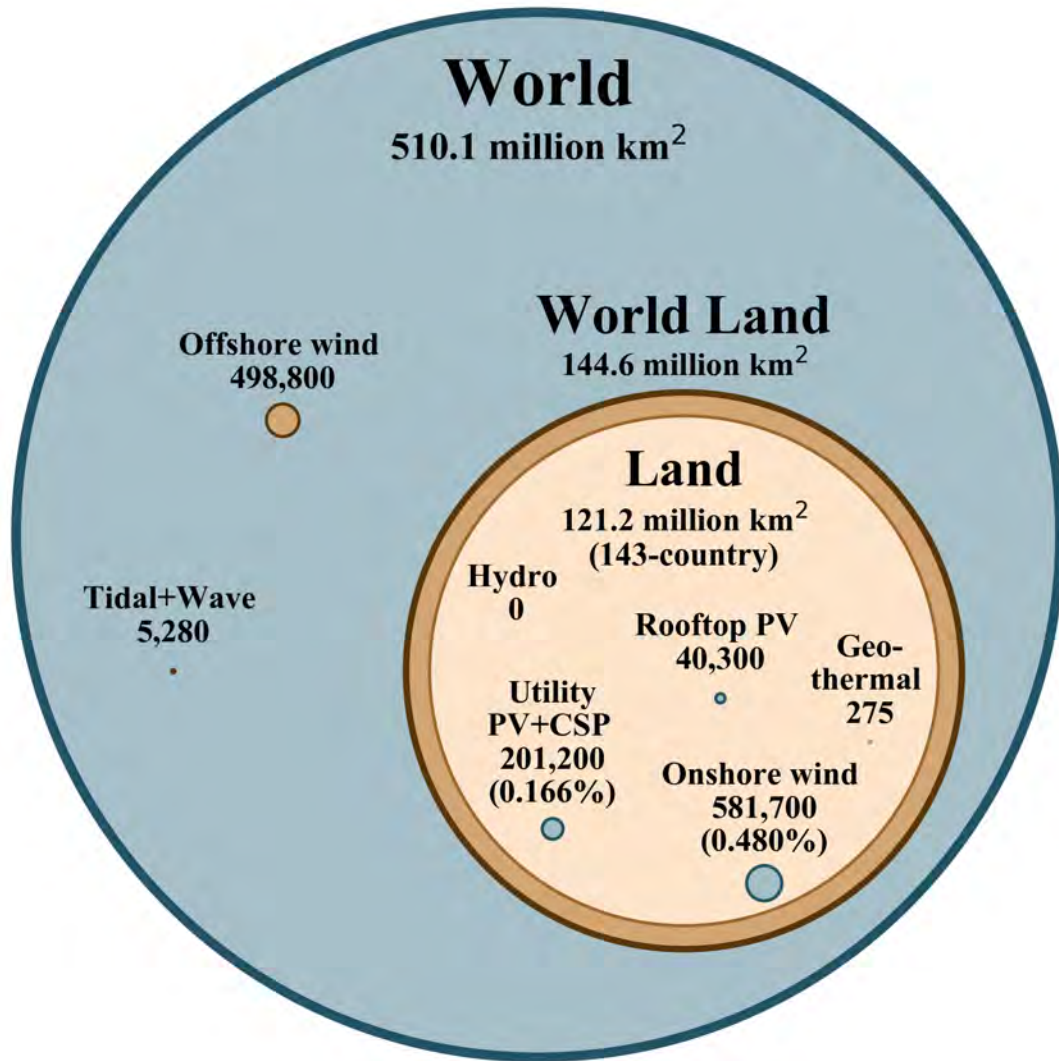 World
510.1 million km²
World Land
144.6 million km²
Offshore wind
498,800
Land
121.2 million km²
(143-country)
Hydro
0
Tidal+Wave
5,280
Rooftop PV
40,300
Geo-
thermal
275
Utility
PV+CSP
201,200
(0.166%)
Onshore wind
581,700
(0.480%)